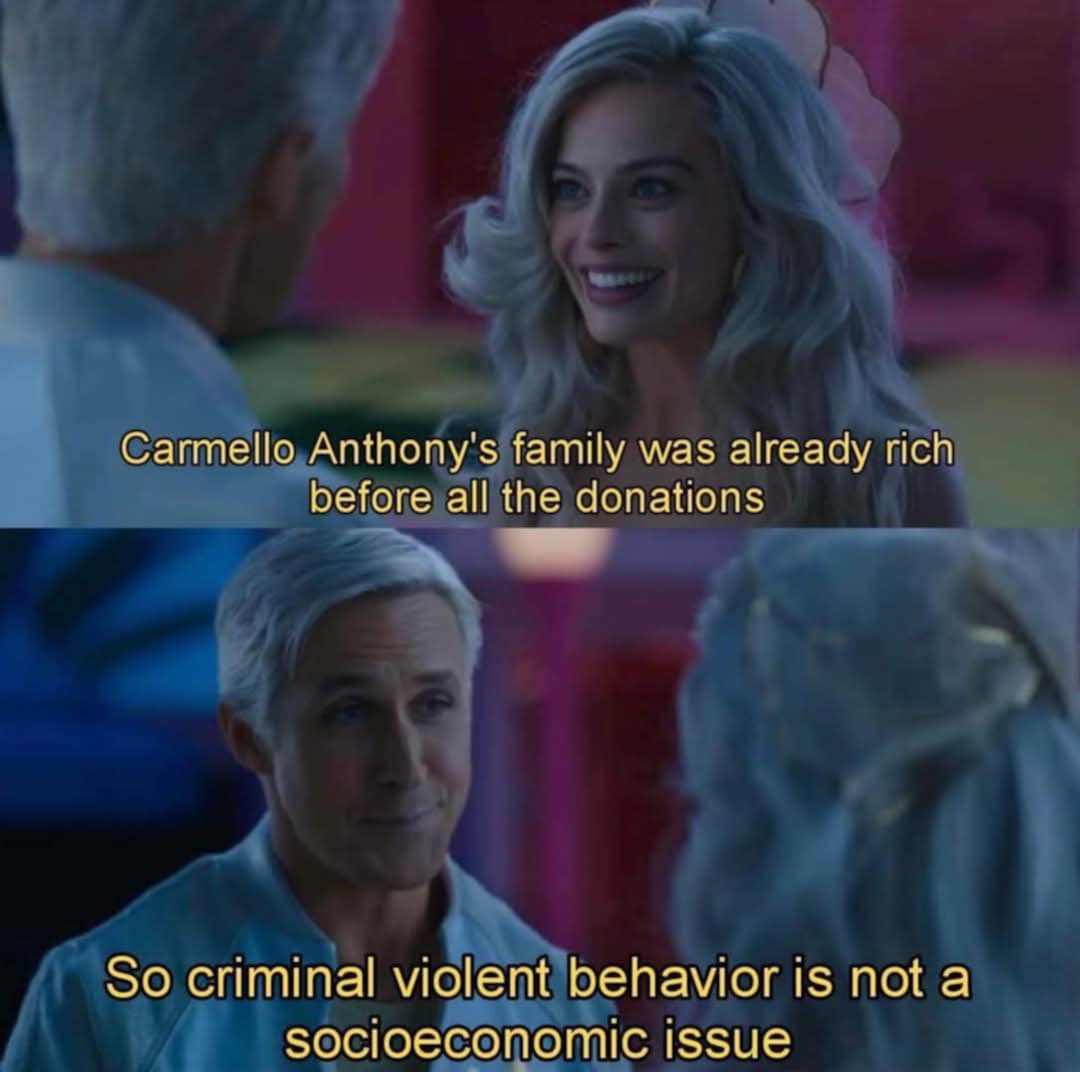 Carmello Anthony's family was already rich
before all the donations
So criminal violent behavior is not a
socioeconomic issue